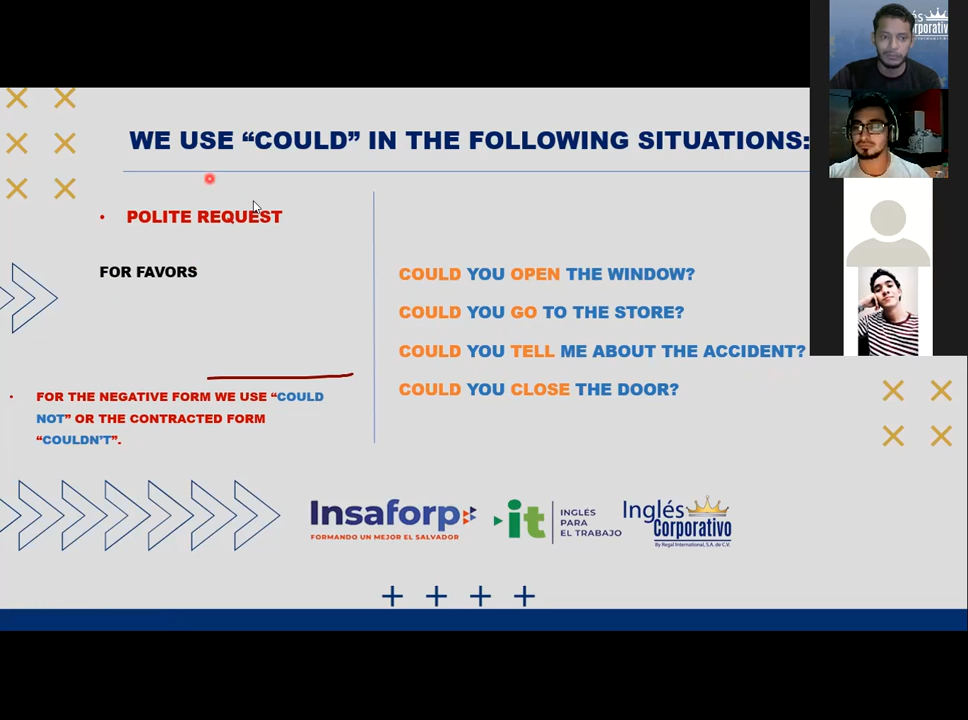 WE USE “COULD” IN THE FOLLOWING SITUATIONS:
• POLITE REQUEST
FOR FAVORS
• FOR THE NEGATIVE FORM WE USE “COULD
NOT” OR THE CONTRACTED FORM
“COULDN'T”.
COULD YOU OPEN THE WINDOW?
COULD YOU GO TO THE STORE?
COULD YOU TELL ME ABOUT THE ACCIDENT?
COULD YOU CLOSE THE DOOR?
Insaforp
FORMANDO UN MEJOR EL SALVADOR
it
INGLÉS
PARA
EL TRABAJO
Inglés
Corporativo
By Regal International, S.A. de C.V.
és
rporativo